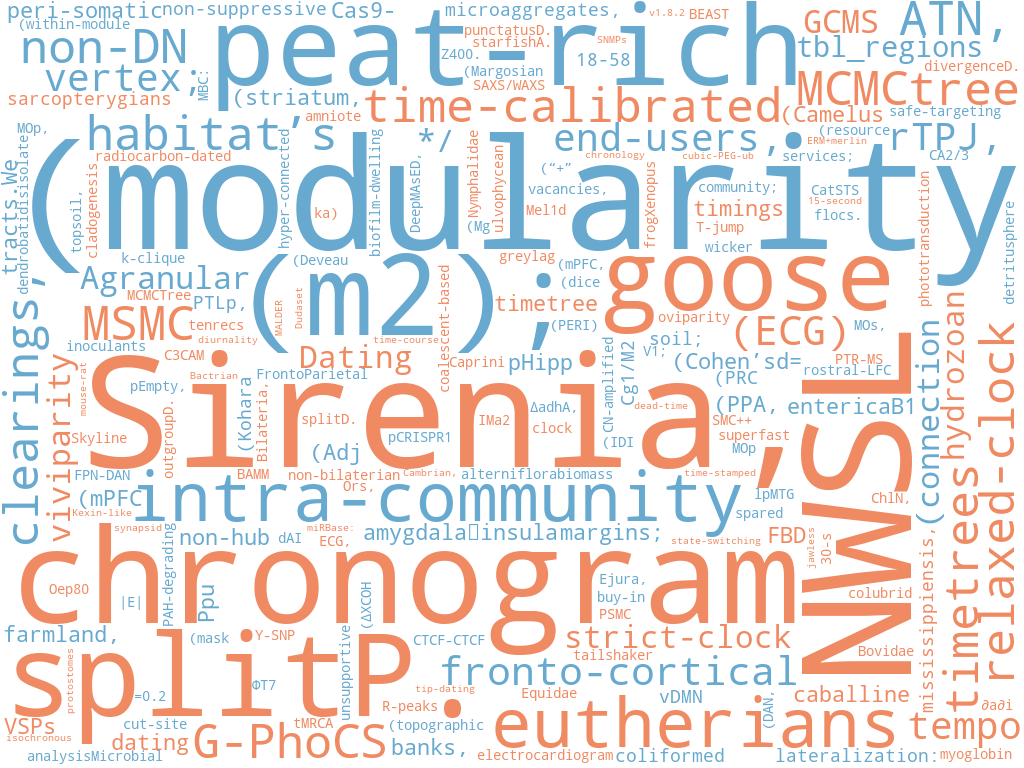 peri-somatic
non-suppressive
Cas9-
microaggregates,
v1.8.2
BEAST
GCMS
ATN,
(within-module
non-DN
peat-rich
punctatusD.
starfishA.
SNMPs
Z400.
18-58
tbl_regions
vertex;
MBC:
(Margosian
SAXS/WAXS
divergenceD.
MCMCtree
sarcopterygians
(striatum,
time-calibrated
amniote
(Camelus
safe-targeting
MOp,
habitat’s
*/
end-users,
(resource
rTPJ,
ERM+merlin
radiocarbon-dated
chronology
cubic-PEG-ub
services;
CA2/3
tracts.We
dendrobatidisisolate
topsoil,
cladogenesis
(modularity
ka)
hyper-connected
biofilm-dwelling
DeepMAsED,
Nymphalidae
ulvophycean
(“+”
vacancies,
Mel1d
(Mg
frogXenopus
community;
timings
T-jump
wicker
CatSTS
15-second
flocs.
phototransduction
detritusphere
k-clique
(Deveau
greylag
(mPFC,
(dice
Agranular
(m2);
goose
MCMCTree
PTLp,
MALDER
Dudaset
coalescent-based
timetree
(PERI)
oviparity
MSMC
tenrecs
diurnality
time-course
(ECG)
MOs,
clearings,
inoculants
C3CAM
Dating
Caprini
pHipp
CN-amplified
Cg1/M2
soil;
V1;
(Cohen’sd=
PTR-MS
rostral-LFC
TSMN
viviparity
mouse-rat
pEmpty,
Bactrian
FrontoParietal
(PRC
Sirenia,
(Kohara
Bilateria,
splitD.
IMa2
ΔadhA,
dead-time
(PPA,
entericaB1
SMC++
Skyline
outgroupD.
(Adj
pCRISPR1
clock
(IDI
superfast
MOp
(connection
hydrozoan
relaxed-clock
FPN-DAN
BAMM
non-bilaterian
Cambrian,
alterniflorabiomass
time-stamped
(mPFC
intra-community,
Ors,
lpMTG
ChlN,
Kexin-like
synapsid
miRBase:
spared
non-hub
dAI
ECG,
amygdala insula
margins;
state-switching
FBD
jawless
30-s
chronogram
Oep80
|E|
PAH-degrading
Ppu
(ΔXCOH
Ejura,
buy-in
PSMC
colubrid
mississippiensis,
timetrees
farmland,
(mask
Y-SNP
unsupportive
CTCF-CTCF
strict-clock
tailshaker
Bovidae
splitP.
protostomes
=0.2
ΦT7
tip-dating
fronto-cortical
Equidae
vDMN
(DAN,
caballine
∂a∂i
VSPs
isochronous
cut-site
tMRCA
R-peaks
(topographic
eutherians
tempo
analysisMicrobial
dating
G-PhoCS
banks,
electrocardiogram
coliformed
lateralization:
myoglobin